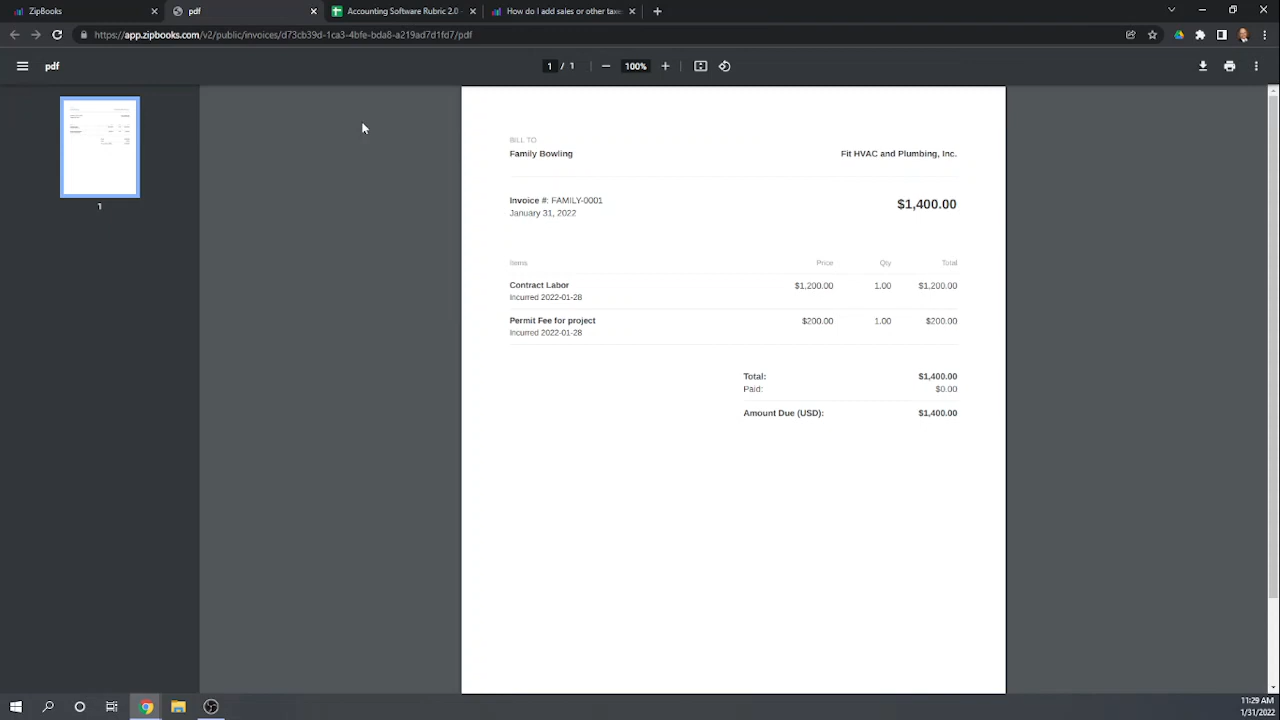 ZipBooks
pdf
Accounting Software Rubric 2.0 -
How do I add sales or other taxe
https://app.zipbooks.com/v2/public/invoices/d73cb39d-1ca3-4bfe-bda8-a219ad7d1fd7/pdf
pdf
1 / 1
100%
1
BILL TO
Family Bowling
Fit HVAC and Plumbing, Inc.
Invoice #: FAMILY-0001
$1,400.00
January 31, 2022
Items Price Qty Total
Contract Labor $1,200.00 1.00 $1,200.00
Incurred 2022-01-28
Permit Fee for project $200.00 1.00 $200.00
Incurred 2022-01-28
Total: $1,400.00
Paid: $0.00
Amount Due (USD): $1,400.00
11:29 AM
1/31/2022